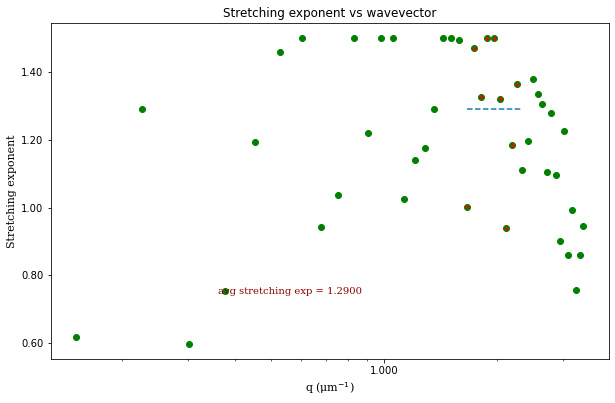 Stretching exponent vs wavevector
Stretching exponent
1.40
1.20
1.00
0.80
0.60
avg stretching exp = 1.2900
1.000
q (μm⁻¹)